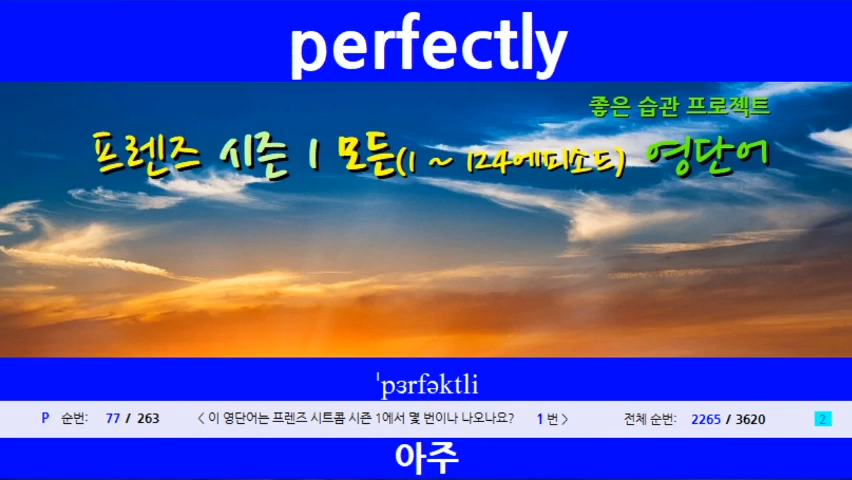 perfectly
좋은 습관 프로젝트
프렌즈 시즌 1 모든(1 ~ 124에피소드) 영단어
ˈpɜrfəktli
P 순번: 77 / 263 < 이 영단어는 프렌즈 시트콤 시즌 1에서 몇 번이나 나오나요? 1 번 > 전체 순번: 2265 / 3620 2
아주